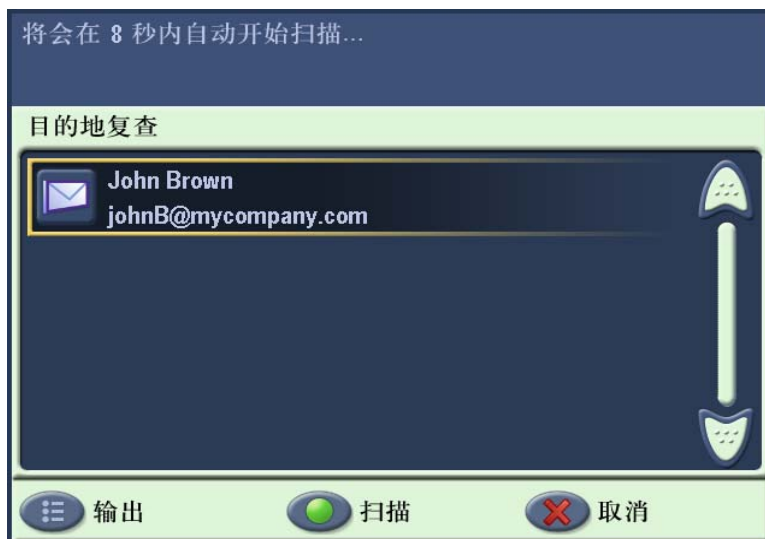 将会在 8 秒内自动开始扫描...
目的地复查
John Brown
johnB@mycompany.com
输出
扫描
取消